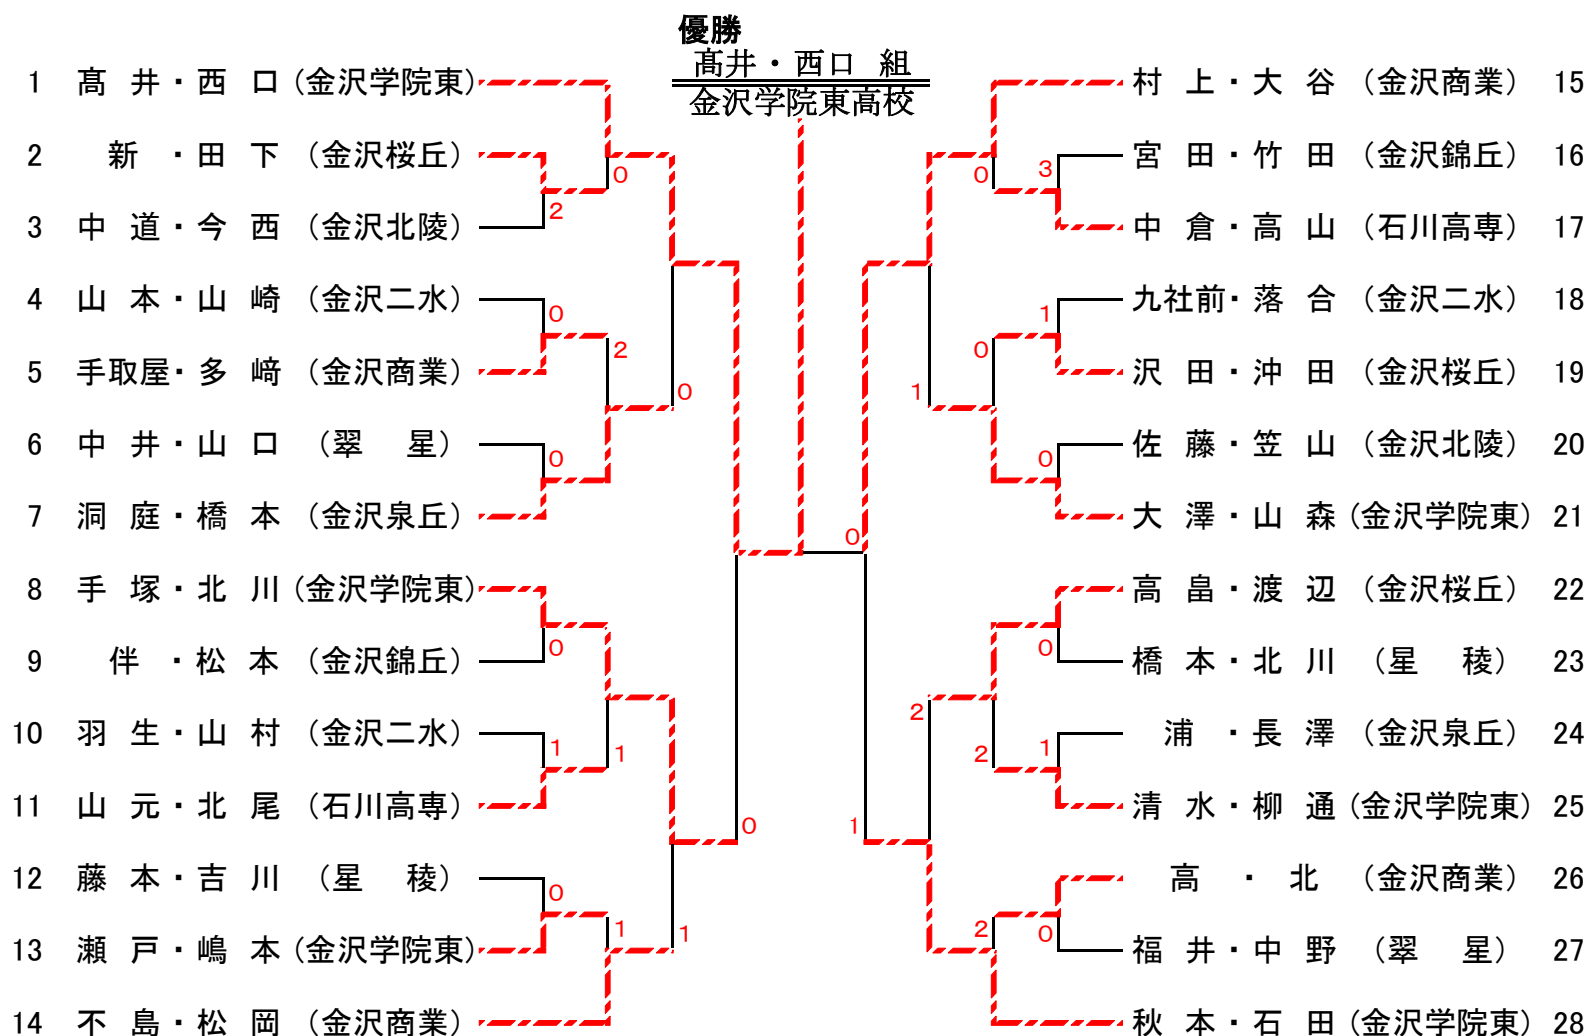 優勝
髙井・西口 組
金沢学院東高校
1 髙 井・西 口 (金沢学院東)
2 新 ・田 下 (金沢桜丘)
0
2
3 中 道・今 西 (金沢北陵)
4 山 本・山 崎 (金沢二水)
0
2
5 手取屋・多 﨑 (金沢商業)
0
6 中 井・山 口 (翠 星)
0
7 洞 庭・橋 本 (金沢泉丘)
8 手 塚・北 川 (金沢学院東)
0
9 伴 ・松 本 (金沢錦丘)
10 羽 生・山 村 (金沢二水)
1
1
11 山 元・北 尾 (石川高専)
0
12 藤 本・吉 川 (星 稜)
0
1
1
13 瀬 戸・嶋 本 (金沢学院東)
14 不 島・松 岡 (金沢商業)
村 上・大 谷 (金沢商業) 15
宮 田・竹 田 (金沢錦丘) 16
3
0
中 倉・高 山 (石川高専) 17
九社前・落 合 (金沢二水) 18
1
0
沢 田・沖 田 (金沢桜丘) 19
1
佐 藤・笠 山 (金沢北陵) 20
0
大 澤・山 森 (金沢学院東) 21
0
高 畠・渡 辺 (金沢桜丘) 22
0
橋 本・北 川 (星 稜) 23
2
浦 ・長 澤 (金沢泉丘) 24
1
2
清 水・柳 通 (金沢学院東) 25
1
高 ・ 北 (金沢商業) 26
2
0
福 井・中 野 (翠 星) 27
秋 本・石 田 (金沢学院東) 28